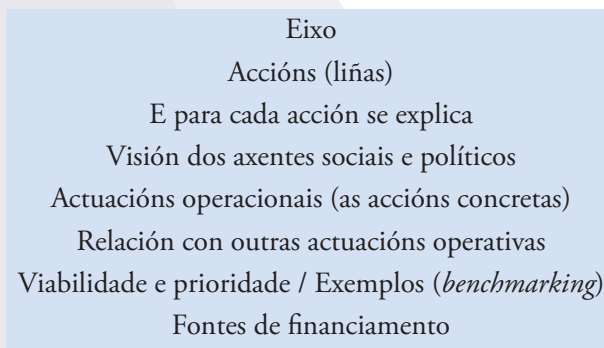 Eixo
Accións (liñas)
E para cada acción se explica
Visión dos axentes sociais e políticos
Actuacións operacionais (as accións concretas)
Relación con outras actuacións operativas
Viabilidade e prioridade / Exemplos (benchmarking)
Fontes de financiamento